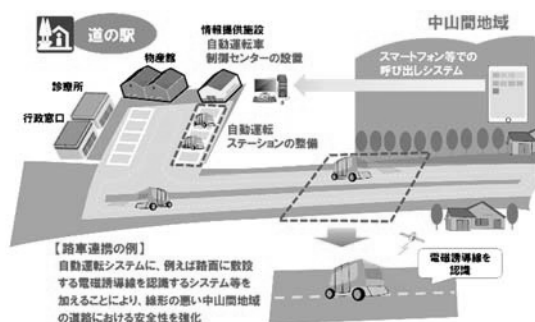 道の駅
情報提供施設
自動運転車
制御センターの設置
中山間地域
スマートフォン等での
呼び出しシステム
物産館
診療所
行政窓口
自動運転
ステーションの整備
【路車連携の例】
自動運転システムに、例えば路面に敷設
する電磁誘導線を認識するシステム等を
加えることにより、線形の悪い中山間地域
の道路における安全性を強化
電磁誘導線を
認識